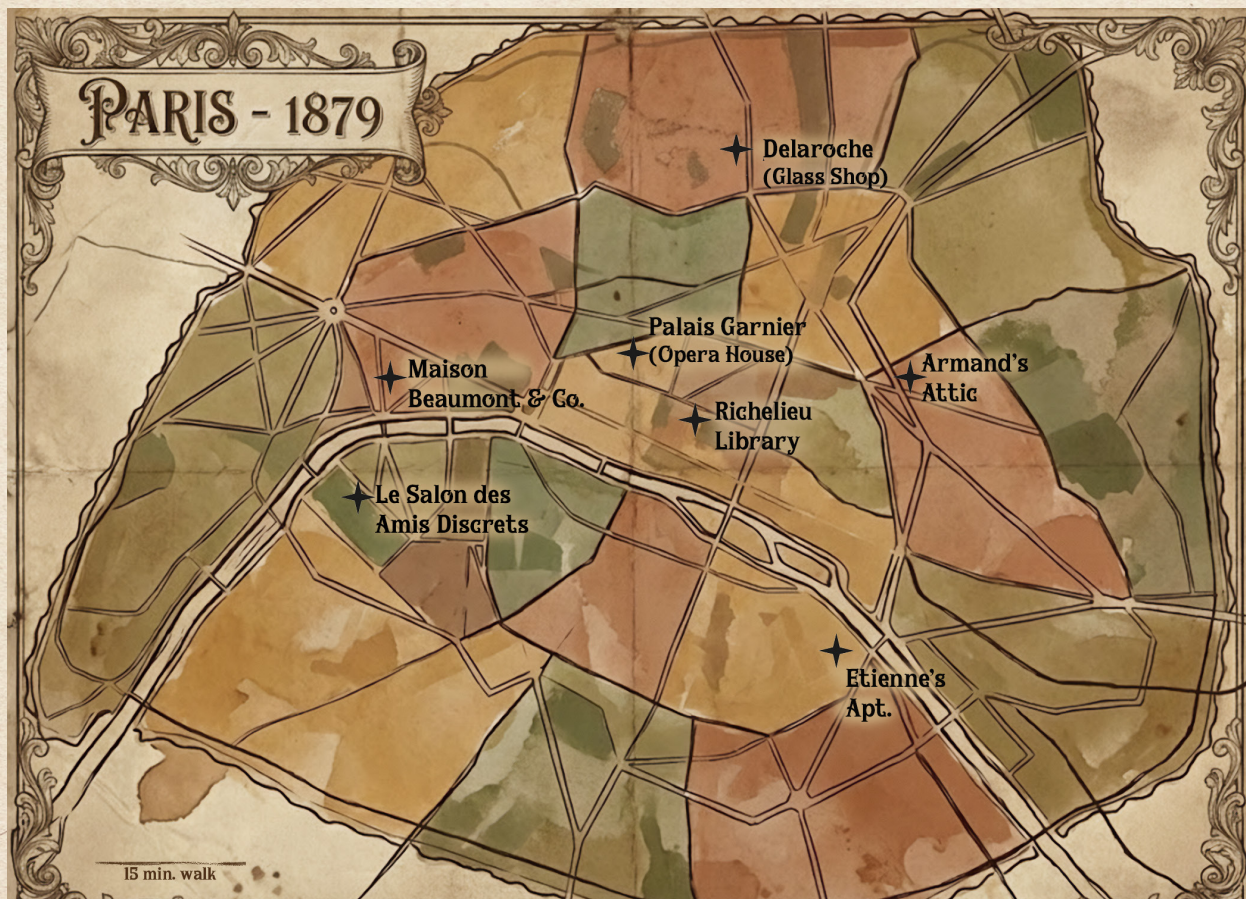 PARIS - 1879
Delaroche
(Glass Shop)
Palais Garnier
(Opera House)
Maison
Beaumont & Co.
Armand's
Attic
Richelieu
Library
Le Salon des
Amis Discrets
Etienne's
Apt.
15 min. walk